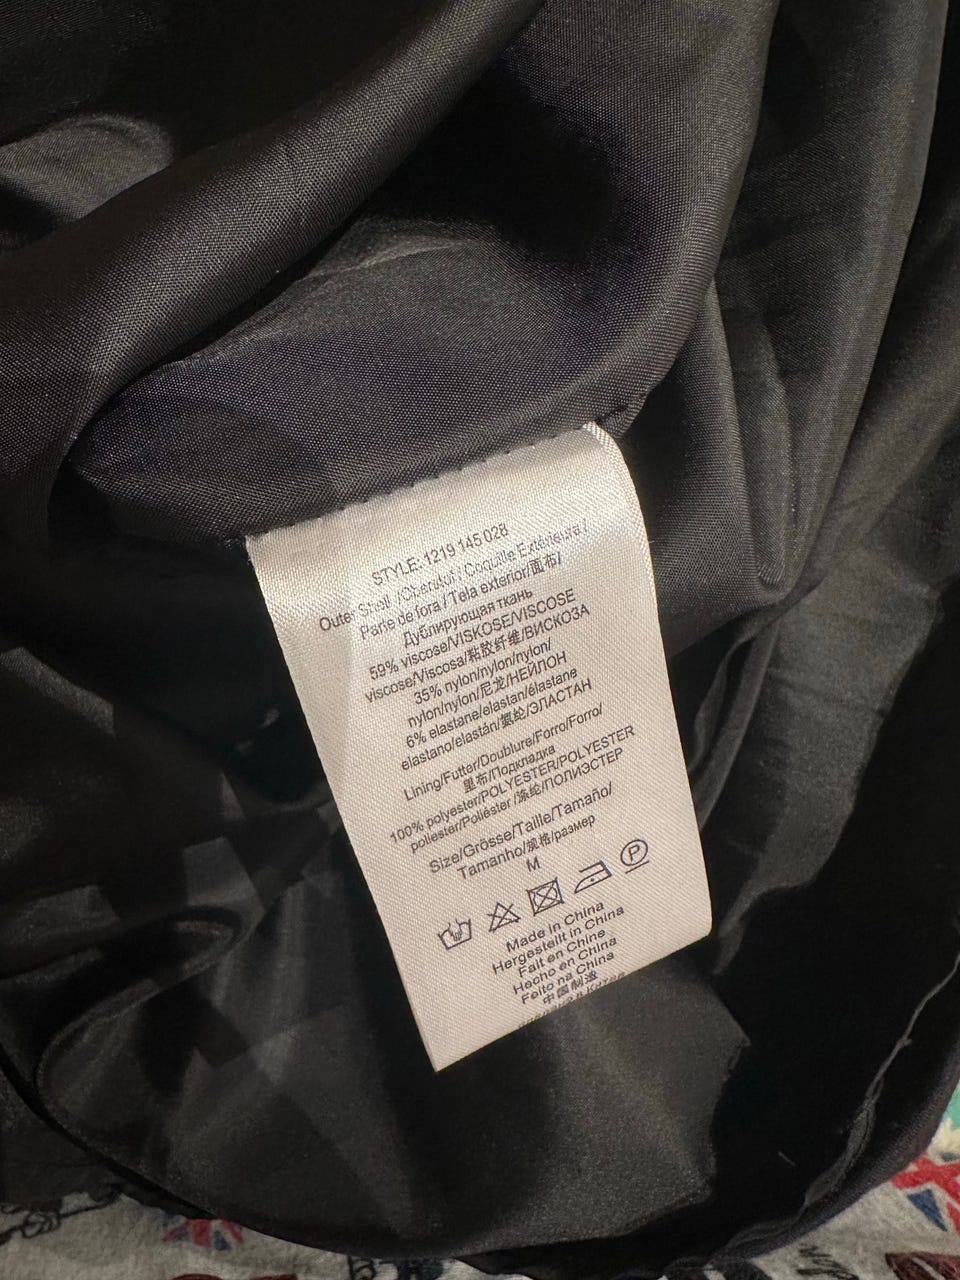 STYLE: 1219 145 028
Outer Shell /Oberstof / Coquille Extérieura /
Parte de fora / Tela exterior/面布/
Дублирующая ткань
59% viscose/VISKOSE/VISCOSE
viscose/Viscosa/粘胶纤维/ВИСКОЗА
35% nylon/nylon/nylon/
nylon/nylon/尼龙/НЕЙЛОН
6% elastane/elastan/élastane
elastano/elastán/氨纶/ЭЛАСТАН
Lining/Futter/Doublure/Forro/Forro/
里布/Подкладка
100% polyester/POLYESTER/POLYESTER
poliester/Poliéster /涤纶/ПОЛИЭСТЕР
Size/Grösse/Taille/Tamaño/
Tamanho/规格/размер
M
P
Made in China
Hergestellt in China
Fait en Chine
Hecho en China
Feito na China
中国制造